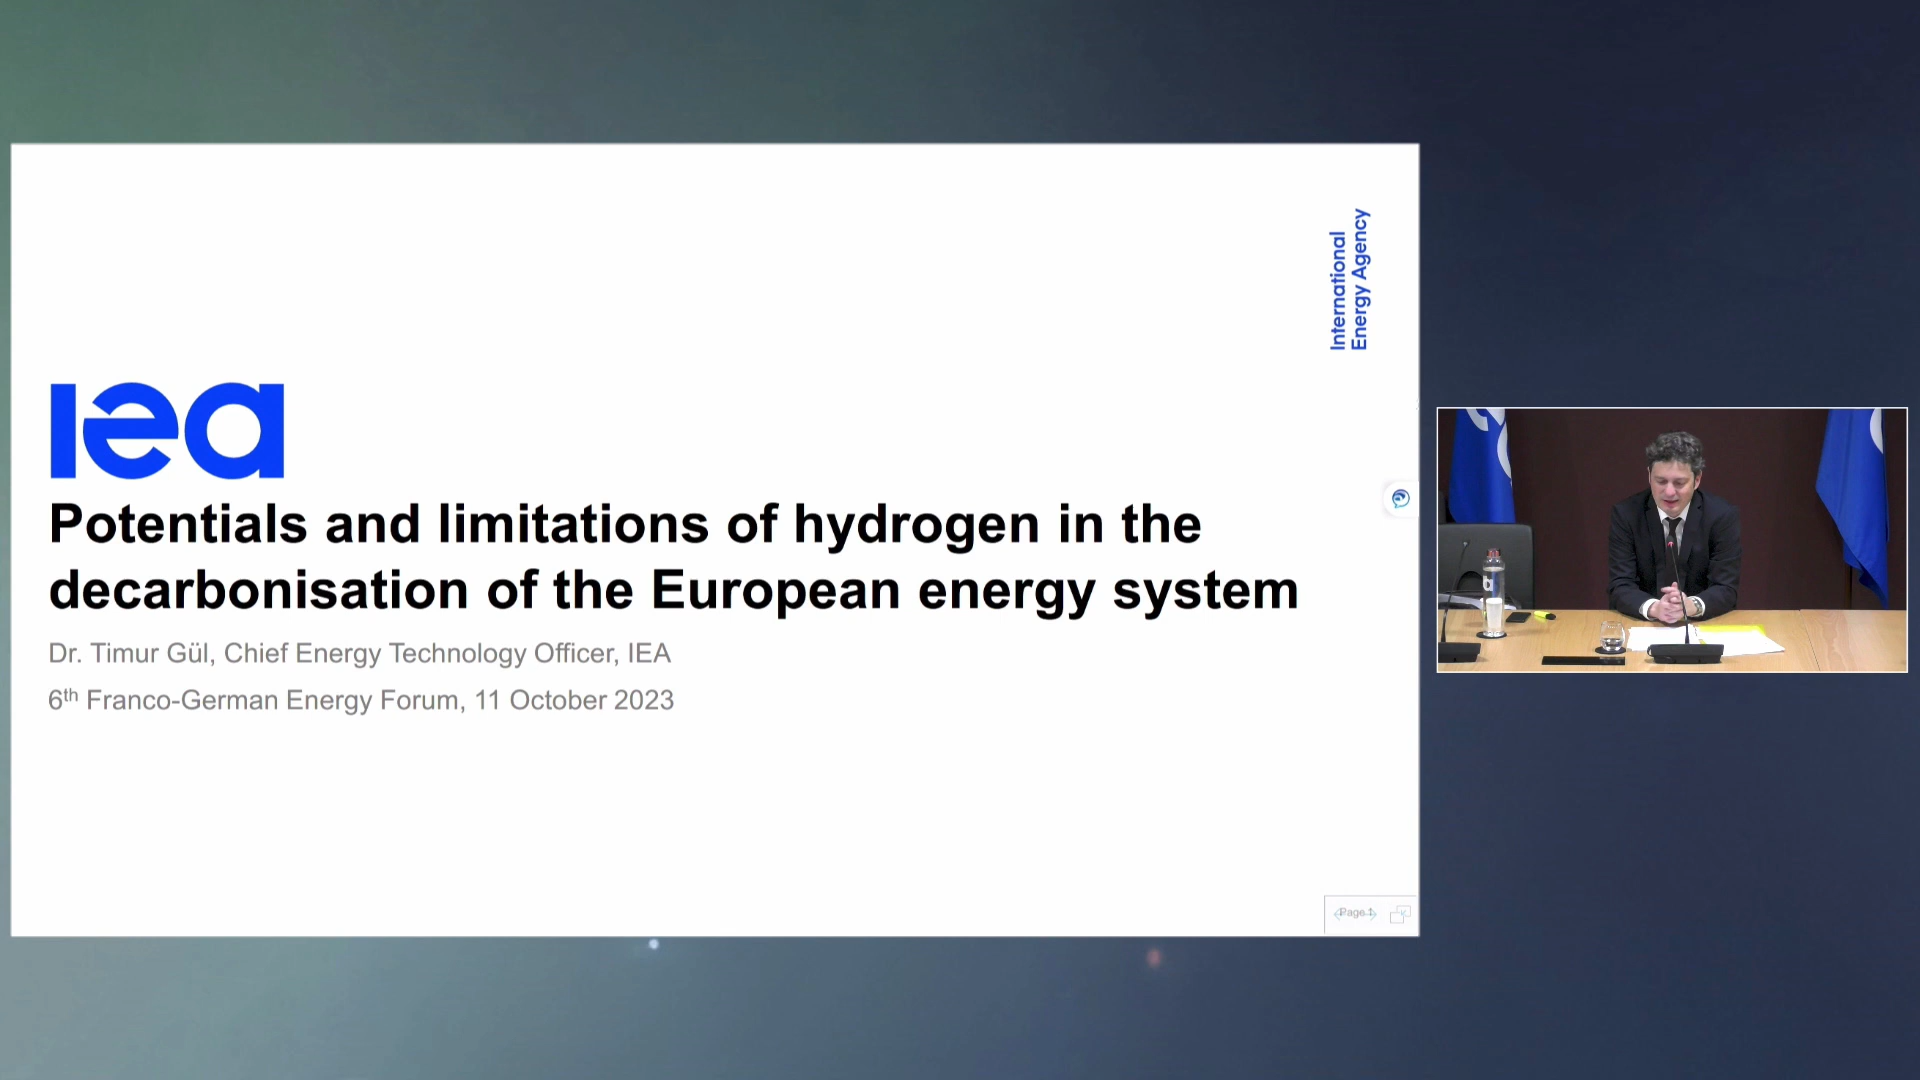 International
Energy Agency
iea
Potentials and limitations of hydrogen in the
decarbonisation of the European energy system
Dr. Timur Gül, Chief Energy Technology Officer, IEA
6th Franco-German Energy Forum, 11 October 2023
Page 1